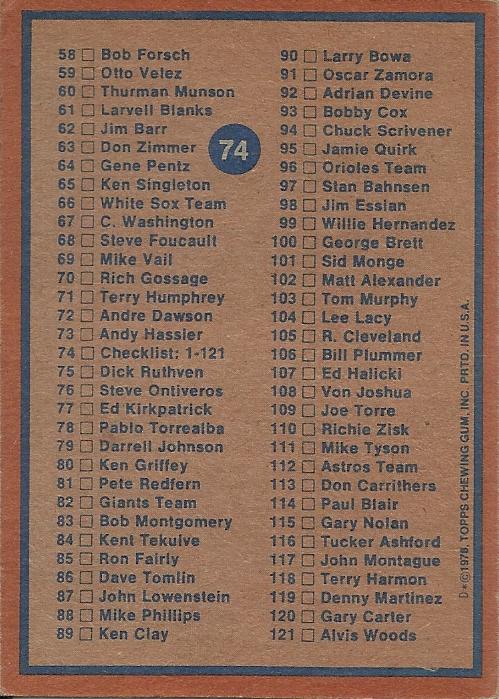 58 □ Bob Forsch
59 □ Otto Velez
60 □ Thurman Munson
61 □ Larvell Blanks
62 □ Jim Barr
63 □ Don Zimmer
64 □ Gene Pentz
65 □ Ken Singleton
66 □ White Sox Team
67 □ C. Washington
68 □ Steve Foucault
69 □ Mike Vail
70 □ Rich Gossage
71 □ Terry Humphrey
72 □ Andre Dawson
73 □ Andy Hassler
74 □ Checklist: 1-121
75 □ Dick Ruthven
76 □ Steve Ontiveros
77 □ Ed Kirkpatrick
78 □ Pablo Torrealba
79 □ Darrell Johnson
80 □ Ken Griffey
81 □ Pete Redfern
82 □ Giants Team
83 □ Bob Montgomery
84 □ Kent Tekulve
85 □ Ron Fairly
86 □ Dave Tomlin
87 □ John Lowenstein
88 □ Mike Phillips
89 □ Ken Clay
74
90 □ Larry Bowa
91 □ Oscar Zamora
92 □ Adrian Devine
93 □ Bobby Cox
94 □ Chuck Scrivener
95 □ Jamie Quirk
96 □ Orioles Team
97 □ Stan Bahnsen
98 □ Jim Essian
99 □ Willie Hernandez
100 □ George Brett
101 □ Sid Monge
102 □ Matt Alexander
103 □ Tom Murphy
104 □ Lee Lacy
105 □ R. Cleveland
106 □ Bill Plummer
107 □ Ed Halicki
108 □ Von Joshua
109 □ Joe Torre
110 □ Richie Zisk
111 □ Mike Tyson
112 □ Astros Team
113 □ Don Carrithers
114 □ Paul Blair
115 □ Gary Nolan
116 □ Tucker Ashford
117 □ John Montague
118 □ Terry Harmon
119 □ Denny Martinez
120 □ Gary Carter
121 □ Alvis Woods
D*©1978, TOPPS CHEWING GUM, INC. PRTD. IN U.S.A.